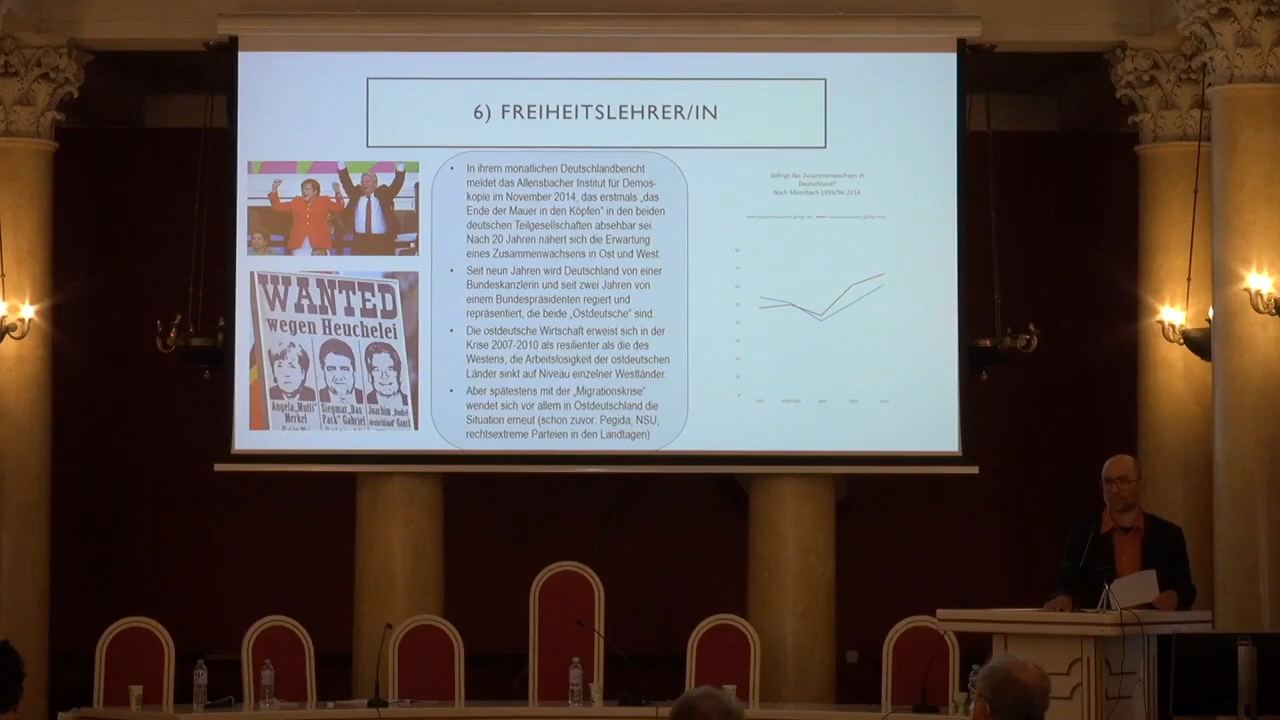 6) FREIHEITSLEHRER/IN
• In ihrem monatlichen Deutschlandbericht
meldet das Allensbacher Institut für Demos-
kopie im November 2014, das erstmals „das
Ende der Mauer in den Köpfen“ in den beiden
deutschen Teilgesellschaften absehbar sei.
Nach 20 Jahren nähert sich die Erwartung
eines Zusammenwachsens in Ost und West.
• Seit neun Jahren wird Deutschland von einer
Bundeskanzlerin und seit zwei Jahren von
einem Bundespräsidenten regiert und
repräsentiert, die beide „Ostdeutsche“ sind.
• Die ostdeutsche Wirtschaft erweist sich in der
Krise 2007-2010 als resilienter als die des
Westens, die Arbeitslosigkeit der ostdeutschen
Länder sinkt auf Niveau einzelner Westländer.
• Aber spätestens mit der „Migrationskrise“
wendet sich vor allem in Ostdeutschland die
Situation erneut (schon zuvor: Pegida, NSU,
rechtsextreme Parteien in den Landtagen)
WANTED
wegen Heuchelei
Angela „Mutti“
Merkel
Siegmar „Das
Pack“ Gabriel
Joachim „Dunkel
deutschland“ Gauck
Gelingt das Zusammenwachsen in
Deutschland?
Nach Allensbach 1994/96-2014